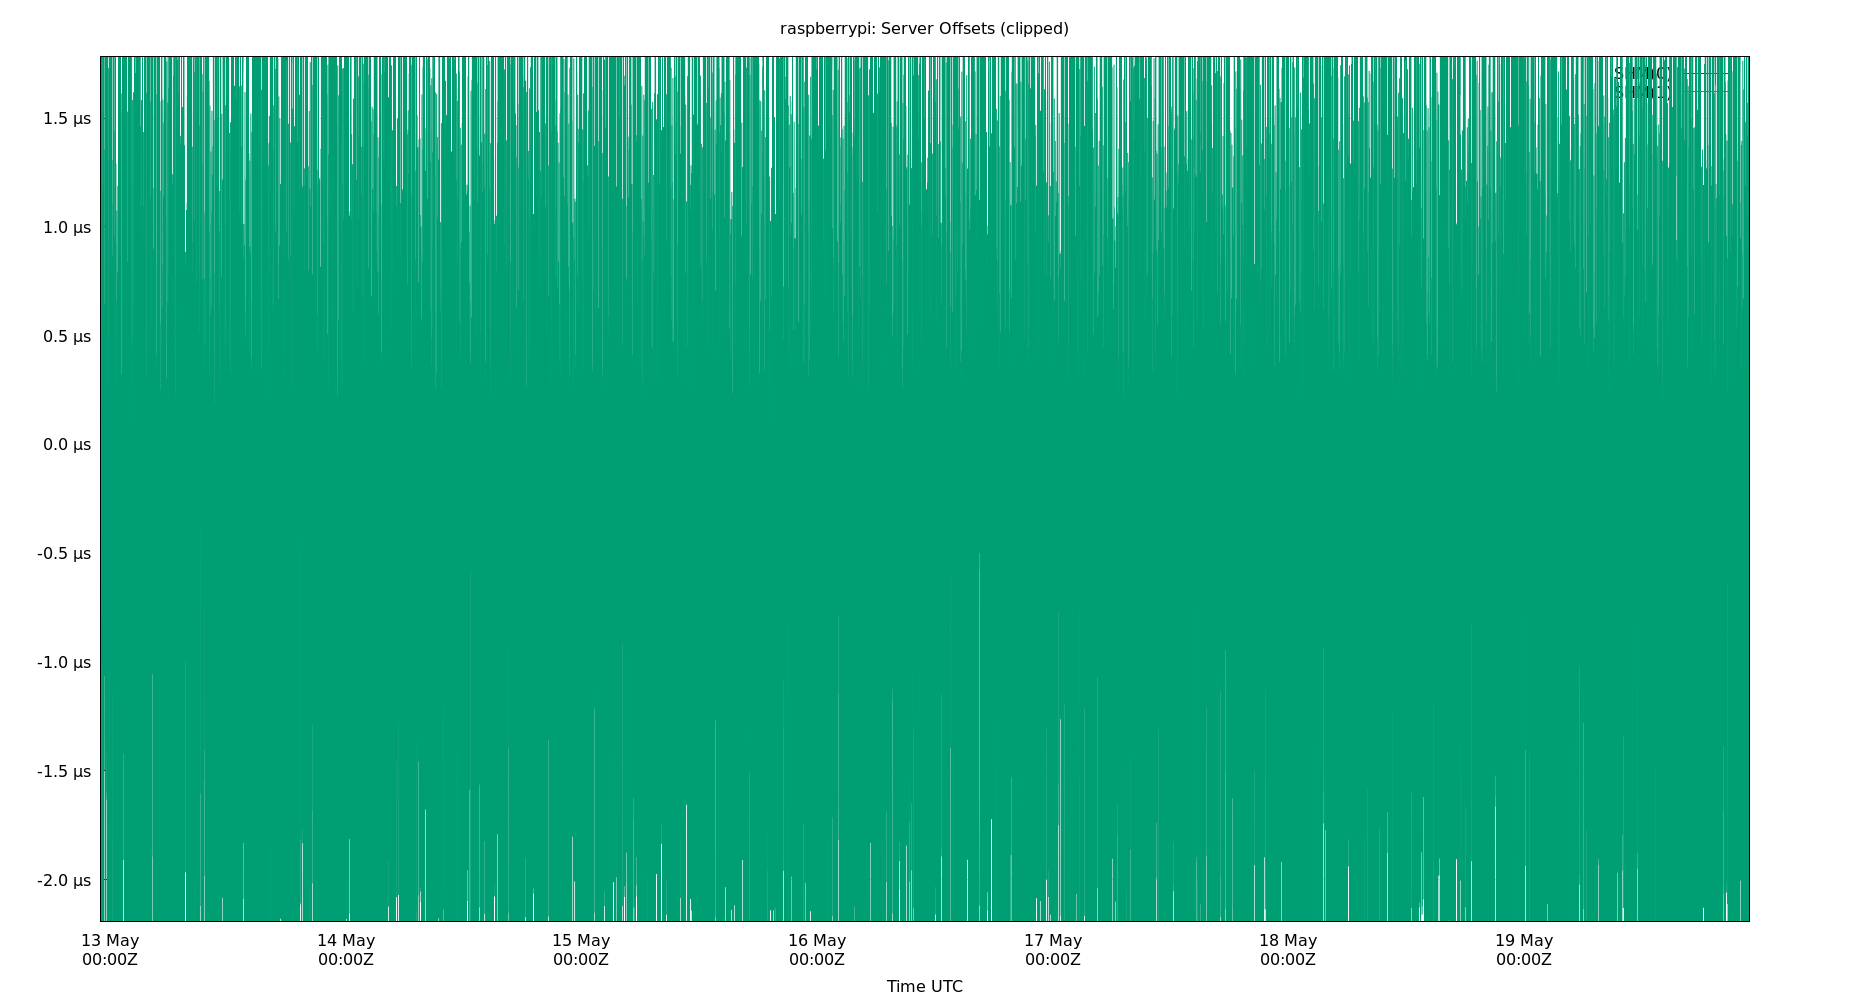 raspberrypi: Server Offsets (clipped)
SHM(0)
1.5 µs
1.0 µs
0.5 µs
0.0 µs
-0.5 µs
-1.0 µs
-1.5 µs
-2.0 µs
13 May 14 May 15 May 16 May 17 May 18 May 19 May
00:00Z 00:00Z 00:00Z 00:00Z 00:00Z 00:00Z 00:00Z
Time UTC